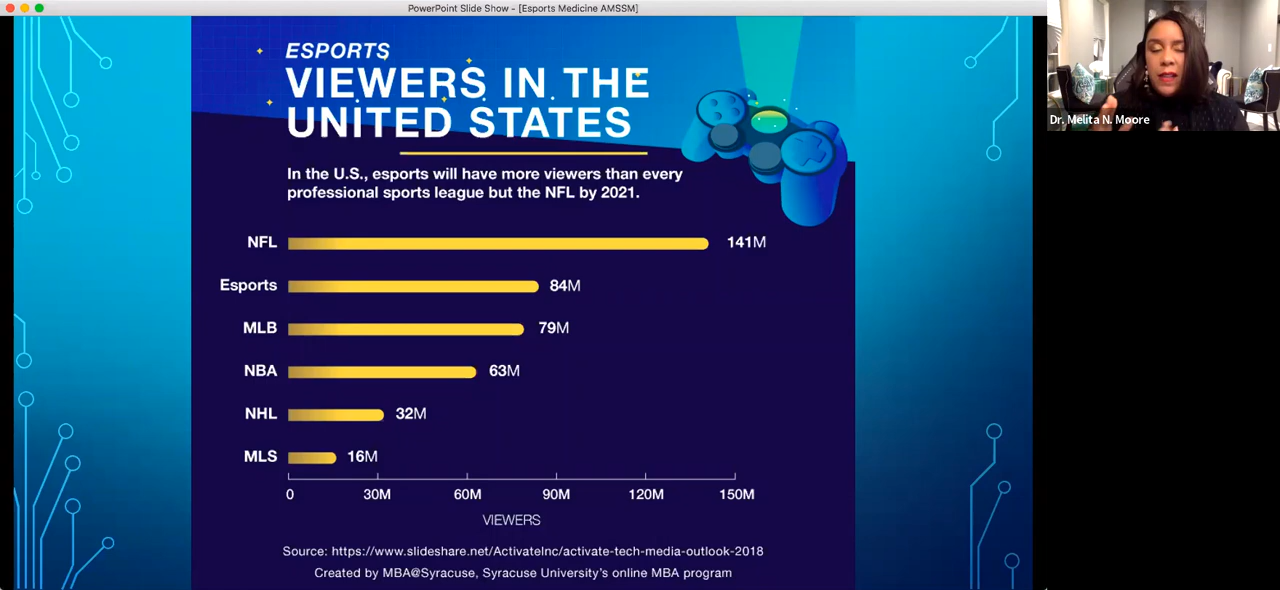 PowerPoint Slide Show - [Esports Medicine AMSSM]
ESPORTS
VIEWERS IN THE
UNITED STATES
In the U.S., esports will have more viewers than every
professional sports league but the NFL by 2021.
NFL 141M
Esports 84M
MLB 79M
NBA 63M
NHL 32M
MLS 16M
0 30M 60M 90M 120M 150M
VIEWERS
Source: https://www.slideshare.net/ActivateInc/activate-tech-media-outlook-2018
Created by MBA@Syracuse, Syracuse University's online MBA program
Dr. Melita N. Moore